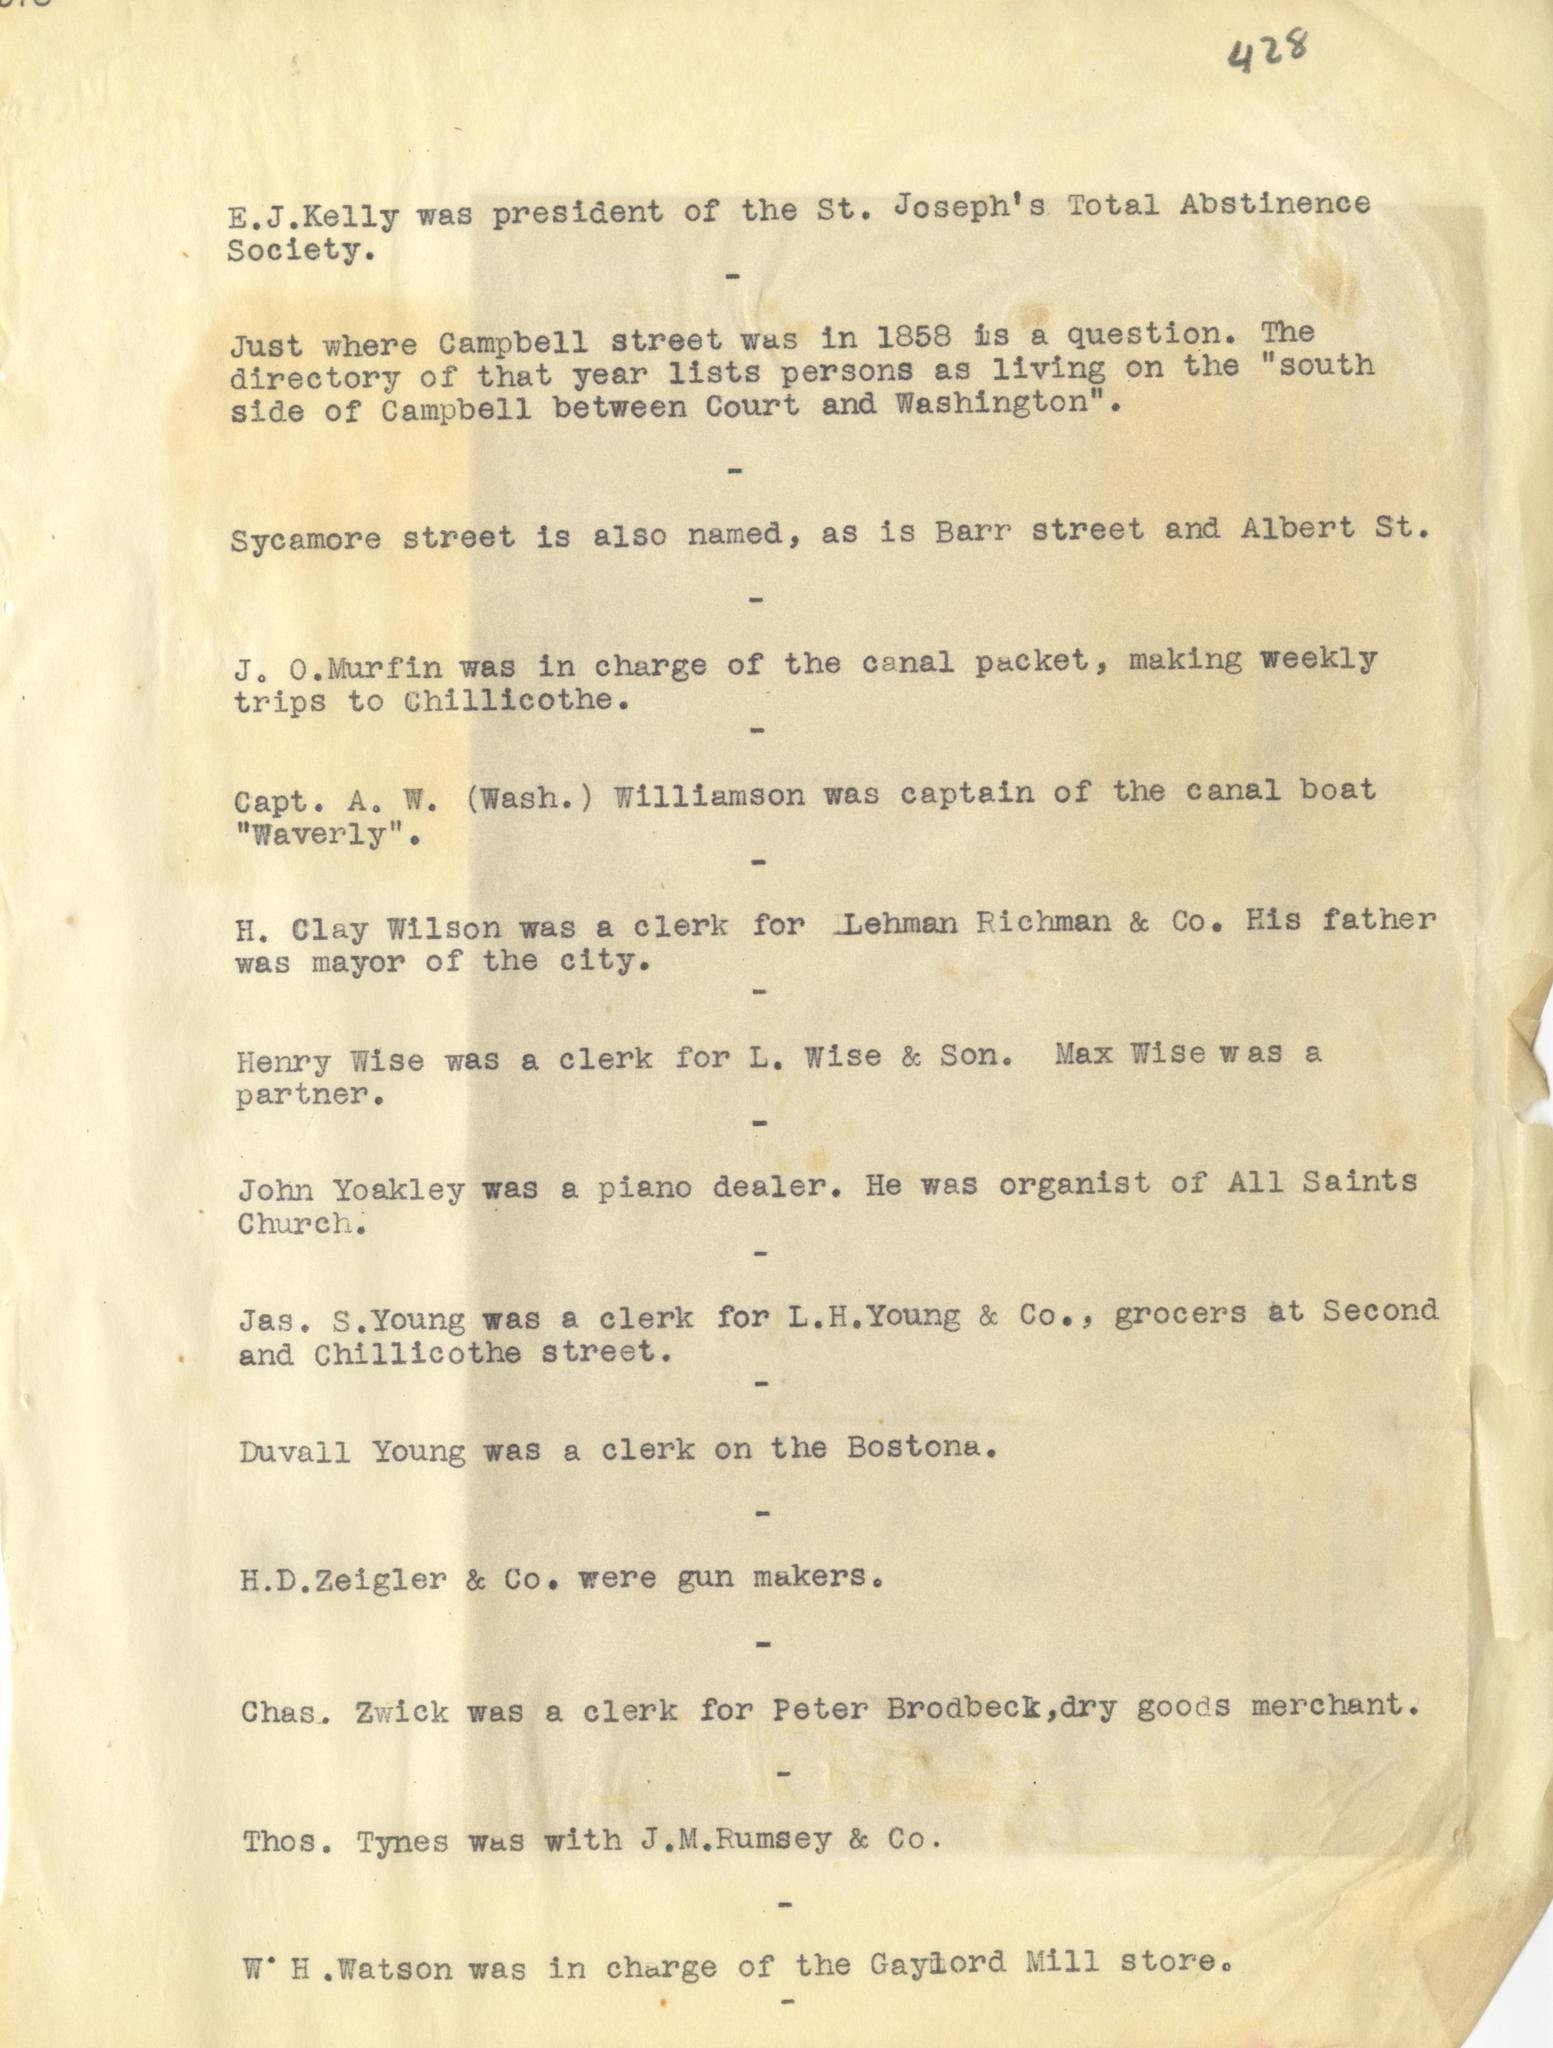 428
E.J.Kelly was president of the St. Joseph's Total Abstinence
Society.
-
Just where Campbell street was in 1858 is a question. The
directory of that year lists persons as living on the "south
side of Campbell between Court and Washington".
-
Sycamore street is also named, as is Barr street and Albert St.
-
J. O.Murfin was in charge of the canal packet, making weekly
trips to Chillicothe.
-
Capt. A. W. (Wash.) Williamson was captain of the canal boat
"Waverly".
-
H. Clay Wilson was a clerk for Lehman Richman & Co. His father
was mayor of the city.
-
Henry Wise was a clerk for L. Wise & Son. Max Wise was a
partner.
-
John Yoakley was a piano dealer. He was organist of All Saints
Church.
-
Jas. S.Young was a clerk for L.H.Young & Co., grocers at Second
and Chillicothe street.
-
Duvall Young was a clerk on the Bostona.
-
H.D.Zeigler & Co. were gun makers.
-
Chas. Zwick was a clerk for Peter Brodbeck,dry goods merchant.
-
Thos. Tynes was with J.M.Rumsey & Co.
-
W. H .Watson was in charge of the Gaylord Mill store.
-